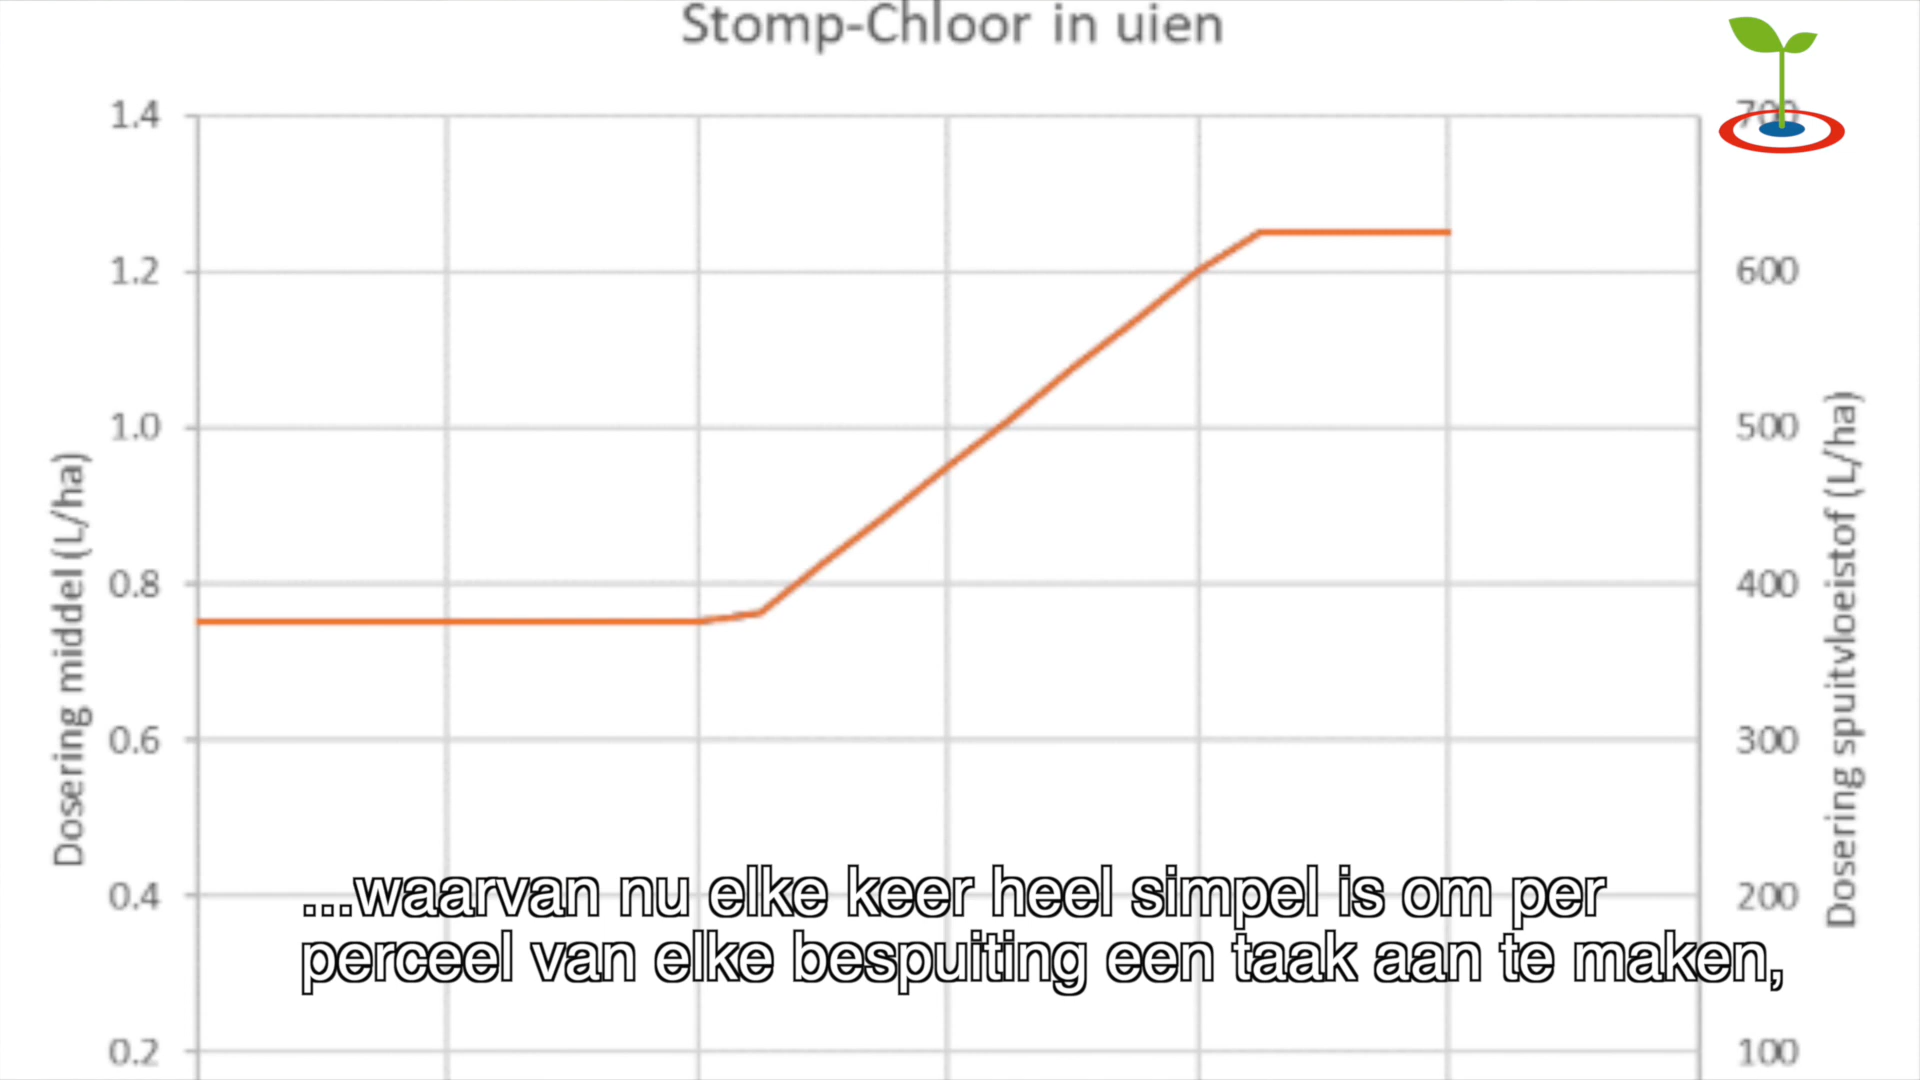 Stomp-Chloor in uien
1.4
1.2
1.0
0.8
0.6
0.4
0.2
Dosering middel (L/ha)
700
600
500
400
300
200
100
Dosering spuitvloeistof (L/ha)
...waarvan nu elke keer heel simpel is om per
perceel van elke bespuiting een taak aan te maken,